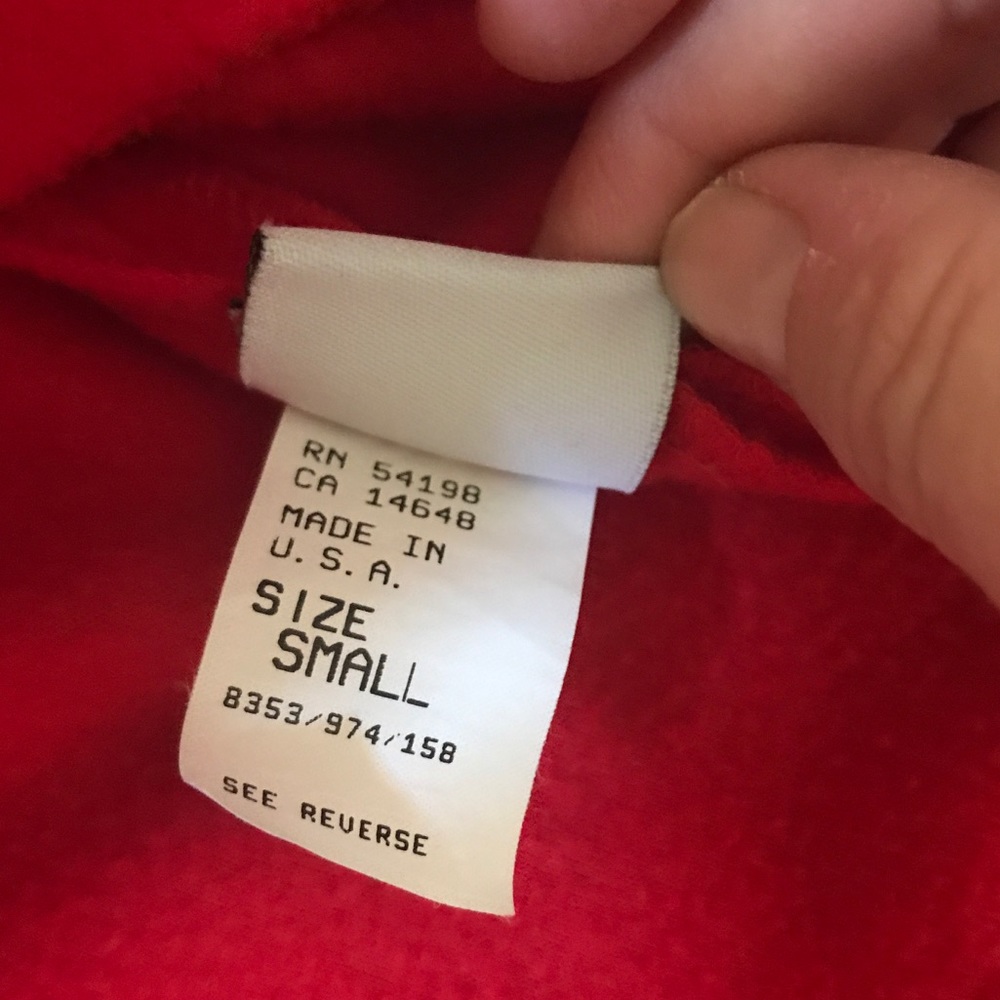 RN 54198
CA 14648
MADE IN
U.S.A.
SIZE
SMALL
8353/974/158
SEE REVERSE